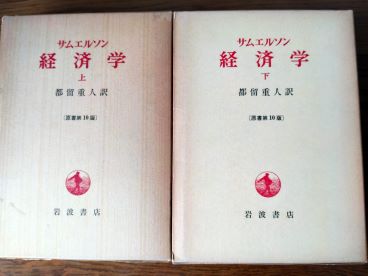 サムエルソン
経済学
上
都留重人訳
〔原書第10版〕
岩波書店
サムエルソン
経済学
下
都留重人訳
〔原書第10版〕
岩波書店